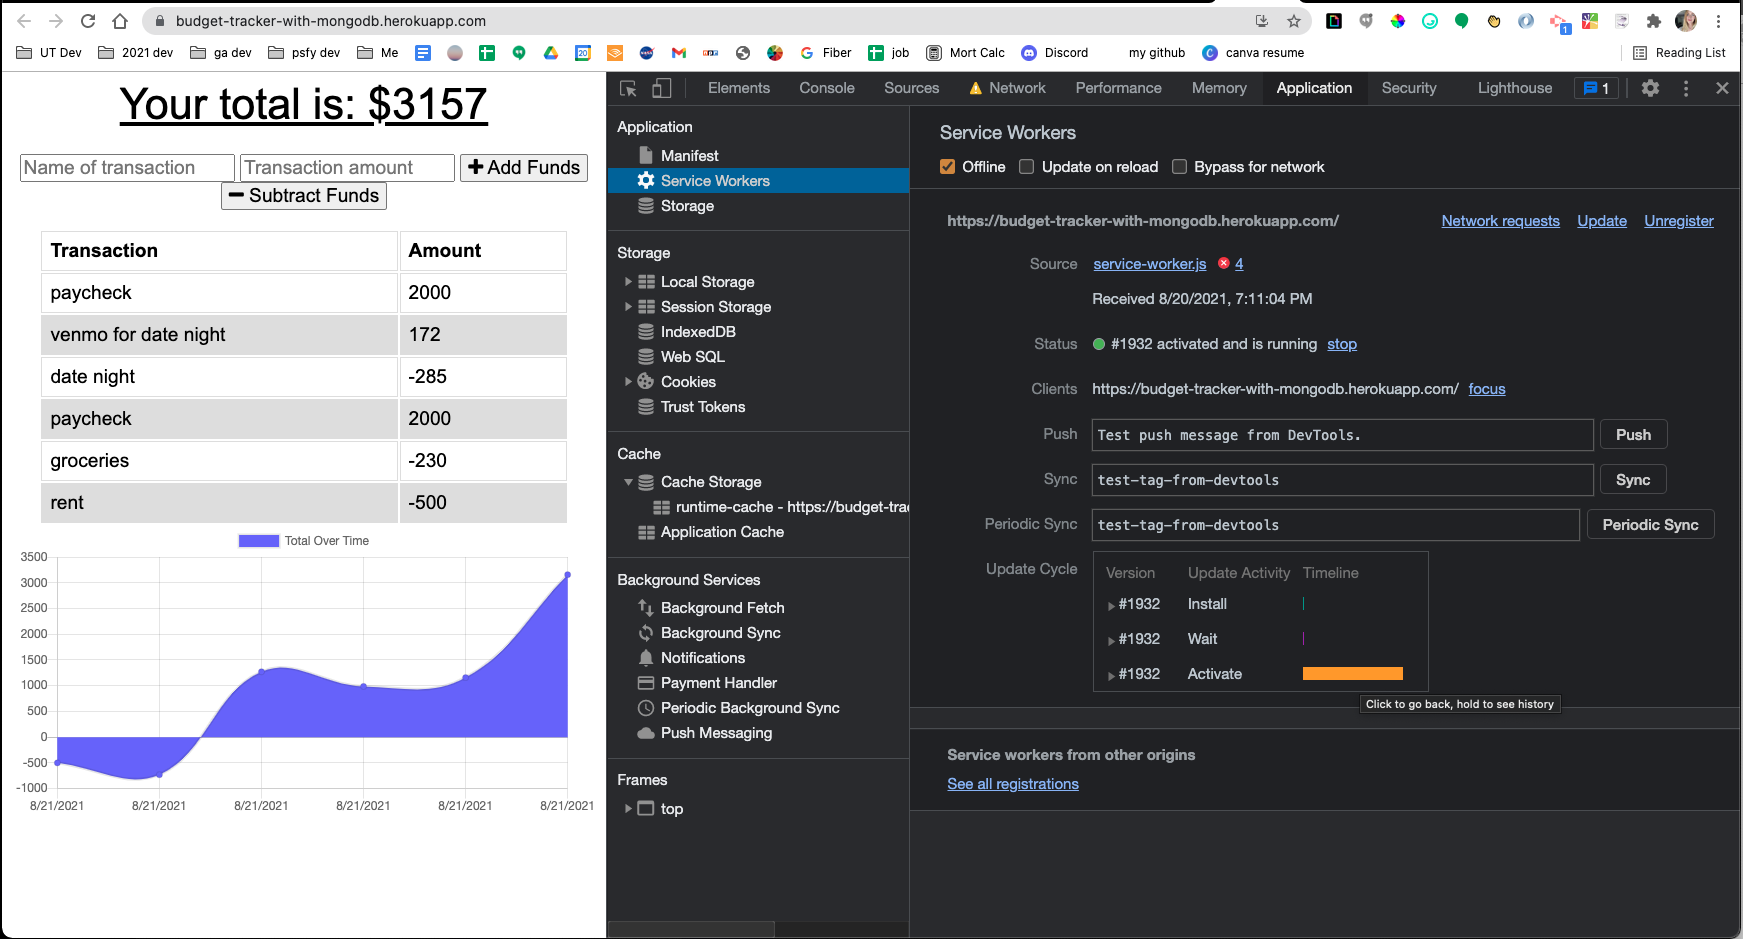 budget-tracker-with-mongodb.herokuapp.com
1
UT Dev 2021 dev ga dev psfy dev Me 20 Fiber job Mort Calc Discord my github canva resume Reading List
Your total is: $3157
Name of transaction Transaction amount Add Funds
Subtract Funds
Transaction Amount
paycheck 2000
venmo for date night 172
date night -285
paycheck 2000
groceries -230
rent -500
Total Over Time
3500
3000
2500
2000
1500
1000
500
0
-500
-1000
8/21/2021 8/21/2021 8/21/2021 8/21/2021 8/21/2021 8/21/2021
Elements Console Sources Network Performance Memory Application Security Lighthouse 1
Application
Manifest
Service Workers
Storage
Storage
Local Storage
Session Storage
IndexedDB
Web SQL
Cookies
Trust Tokens
Cache
Cache Storage
runtime-cache - https://budget-trac
Application Cache
Background Services
Background Fetch
Background Sync
Notifications
Payment Handler
Periodic Background Sync
Push Messaging
Frames
top
Service Workers
Offline Update on reload Bypass for network
https://budget-tracker-with-mongodb.herokuapp.com/ Network requests Update Unregister
Source service-worker.js 4
Received 8/20/2021, 7:11:04 PM
Status #1932 activated and is running stop
Clients https://budget-tracker-with-mongodb.herokuapp.com/ focus
Push Test push message from DevTools. Push
Sync test-tag-from-devtools Sync
Periodic Sync test-tag-from-devtools Periodic Sync
Update Cycle Version Update Activity Timeline
#1932 Install
#1932 Wait
#1932 Activate
Click to go back, hold to see history
Service workers from other origins
See all registrations